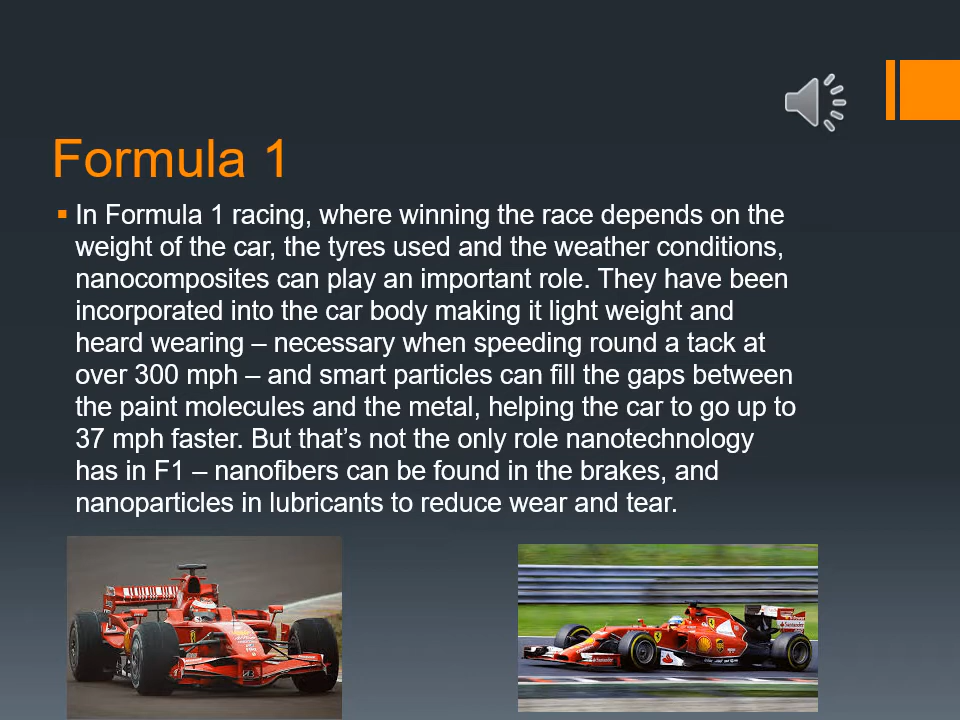 Formula 1
In Formula 1 racing, where winning the race depends on the
weight of the car, the tyres used and the weather conditions,
nanocomposites can play an important role. They have been
incorporated into the car body making it light weight and
heard wearing – necessary when speeding round a tack at
over 300 mph – and smart particles can fill the gaps between
the paint molecules and the metal, helping the car to go up to
37 mph faster. But that’s not the only role nanotechnology
has in F1 – nanofibers can be found in the brakes, and
nanoparticles in lubricants to reduce wear and tear.